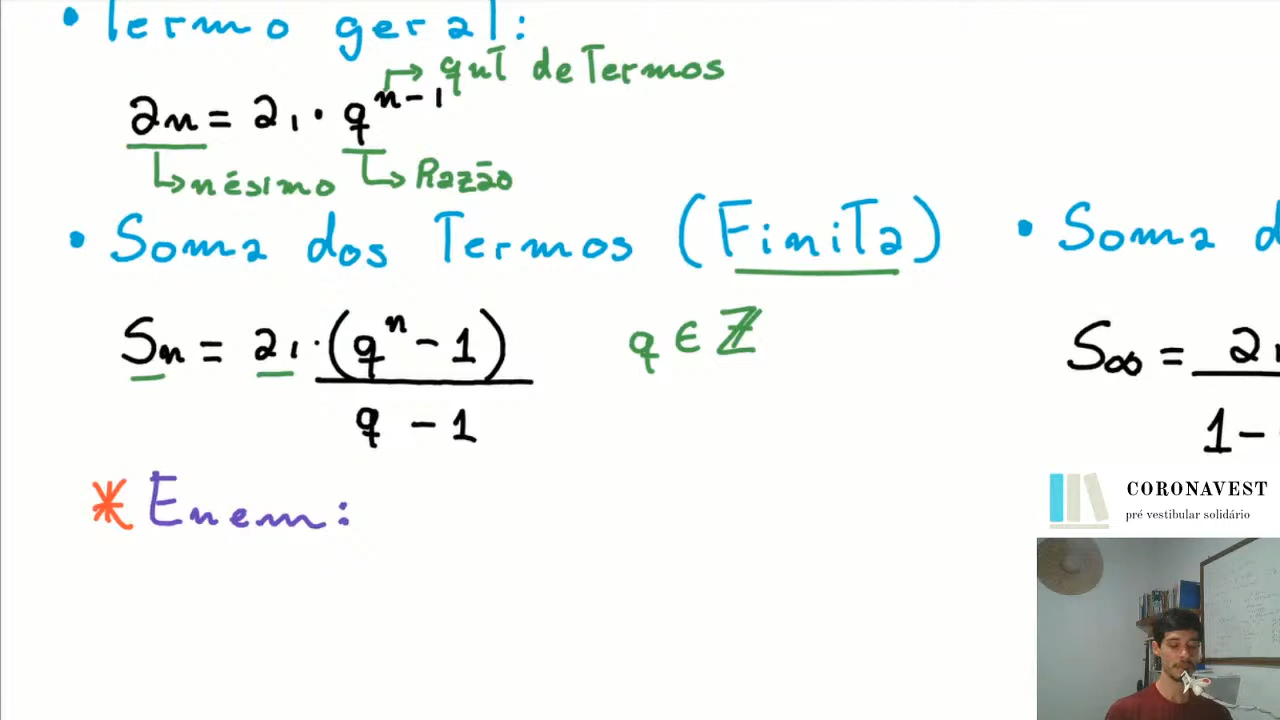 • Termo geral:
qnt de Termos
an = a1 · q^(n-1)
nésimo
Razão
• Soma dos Termos (Finita)
• Soma d
Sn = a1 · (q^n - 1) / (q - 1)
q ∈ ℤ
S∞ =
1 -
* Enem:
CORONAVEST
pré vestibular solidário